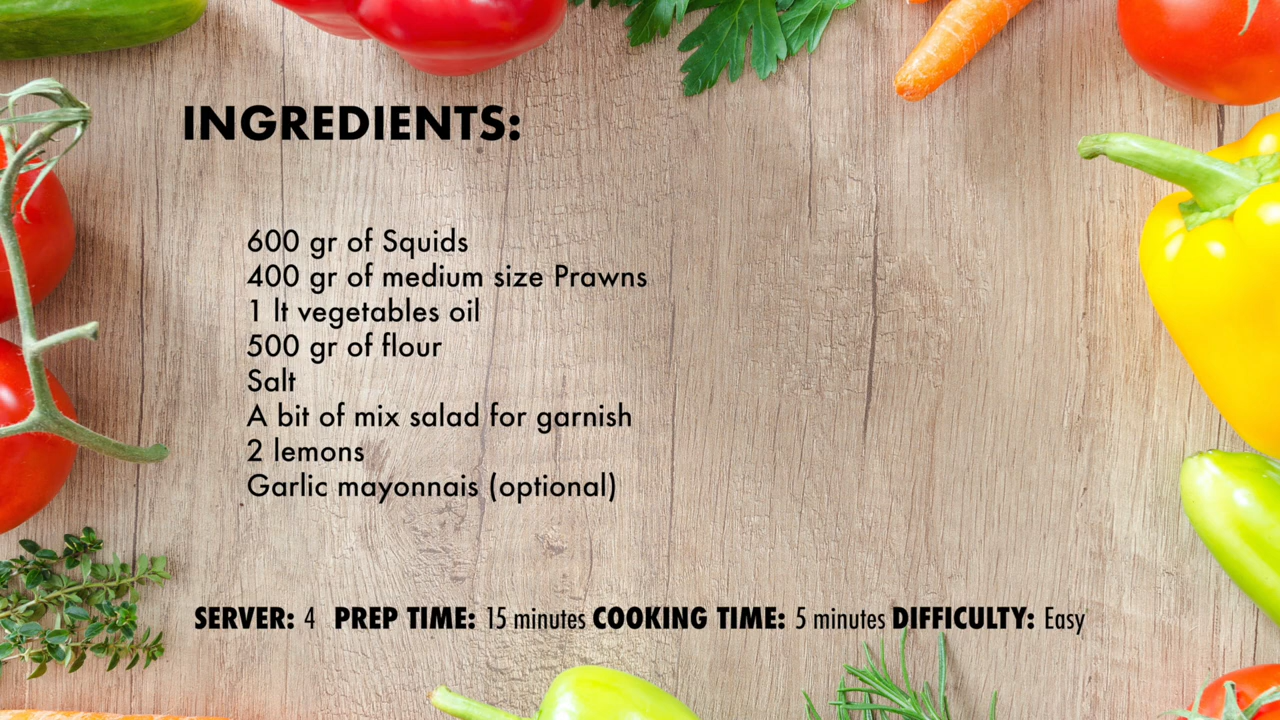 INGREDIENTS:
600 gr of Squids
400 gr of medium size Prawns
1 lt vegetables oil
500 gr of flour
Salt
A bit of mix salad for garnish
2 lemons
Garlic mayonnais (optional)
SERVER: 4 PREP TIME: 15 minutes COOKING TIME: 5 minutes DIFFICULTY: Easy